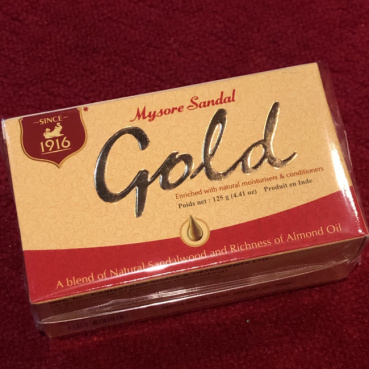 ~SINCE~
1916
Mysore Sandal
Gold
Enriched with natural moisturisers & conditioners
Poids net : 125 g (4.41 oz) Produit en Inde
A blend of Natural Sandalwood and Richness of Almond Oil